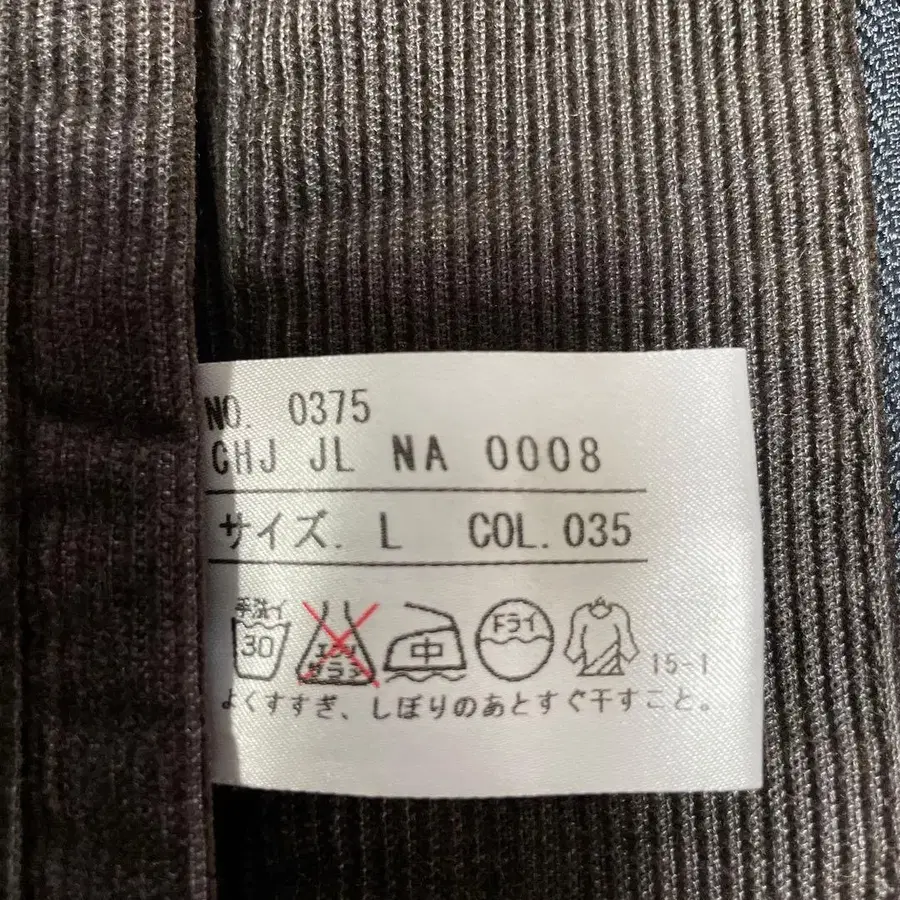 NO. 0375
CHJ JL NA 0008
サイズ. L COL.035
手洗イ エンソ 中 ドライ
30 サラシ 15-1
よくすすぎ、しぼりのあとすぐ干すこと。